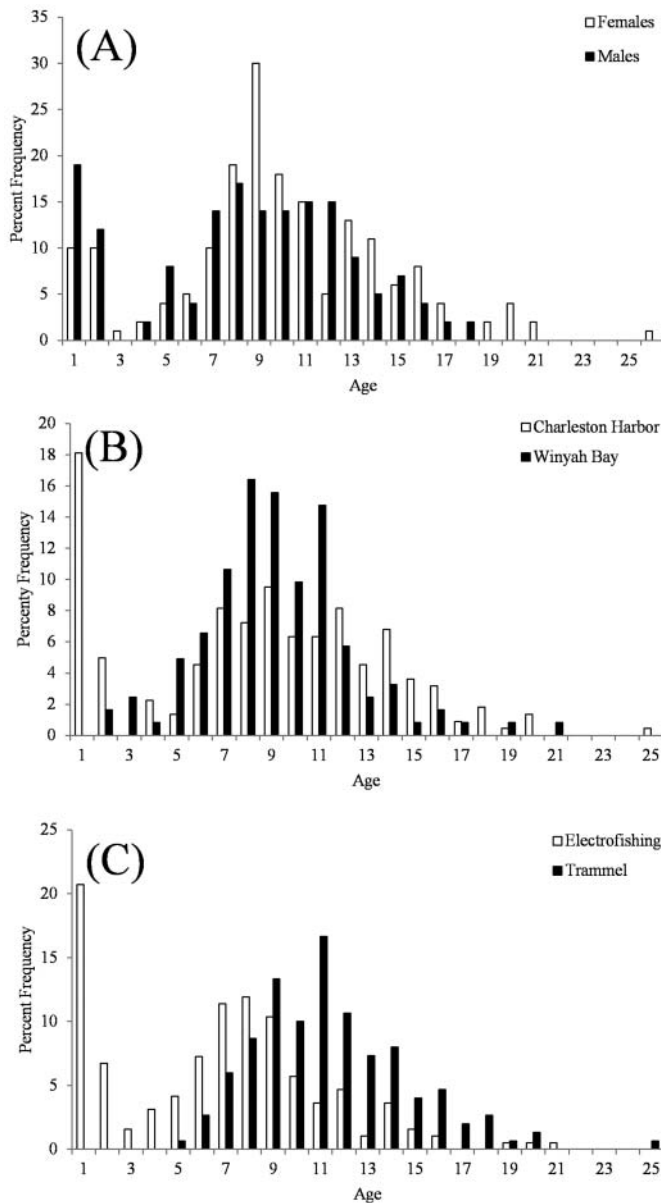 (A)
Females
Males
Percent Frequency
35
30
25
20
15
10
5
0
1 3 5 7 9 11 13 15 17 19 21 23 25
Age
(B)
Charleston Harbor
Winyah Bay
Percenty Frequency
20
18
16
14
12
10
8
6
4
2
0
1 3 5 7 9 11 13 15 17 19 21 23 25
Age
(C)
Electrofishing
Trammel
Percent Frequency
25
20
15
10
5
0
1 3 5 7 9 11 13 15 17 19 21 23 25
Age